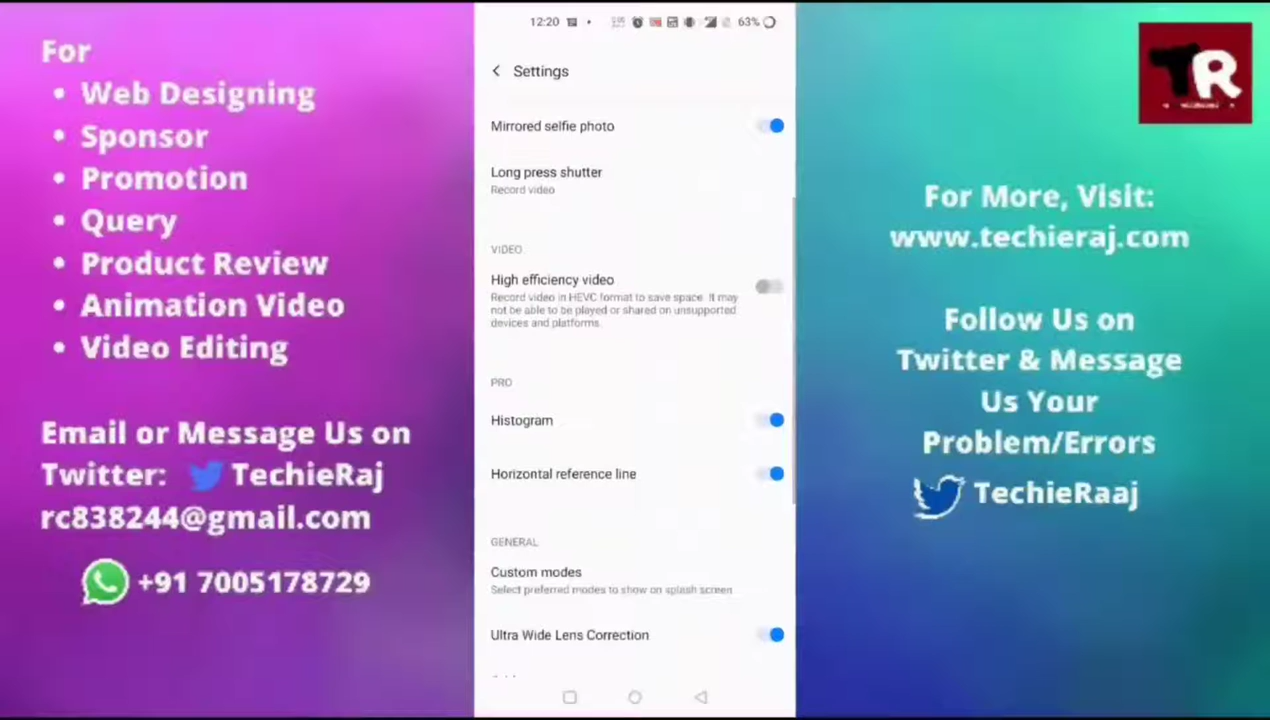 For
• Web Designing
• Sponsor
• Promotion
• Query
• Product Review
• Animation Video
• Video Editing
Email or Message Us on
Twitter: TechieRaj
rc838244@gmail.com
+91 7005178729
12:20
63%
Settings
Mirrored selfie photo
Long press shutter
Record video
VIDEO
High efficiency video
Record video in HEVC format to save space. It may
not be able to be played or shared on unsupported
devices and platforms.
PRO
Histogram
Horizontal reference line
GENERAL
Custom modes
Select preferred modes to show on splash screen
Ultra Wide Lens Correction
TR
For More, Visit:
www.techieraj.com
Follow Us on
Twitter & Message
Us Your
Problem/Errors
TechieRaaj